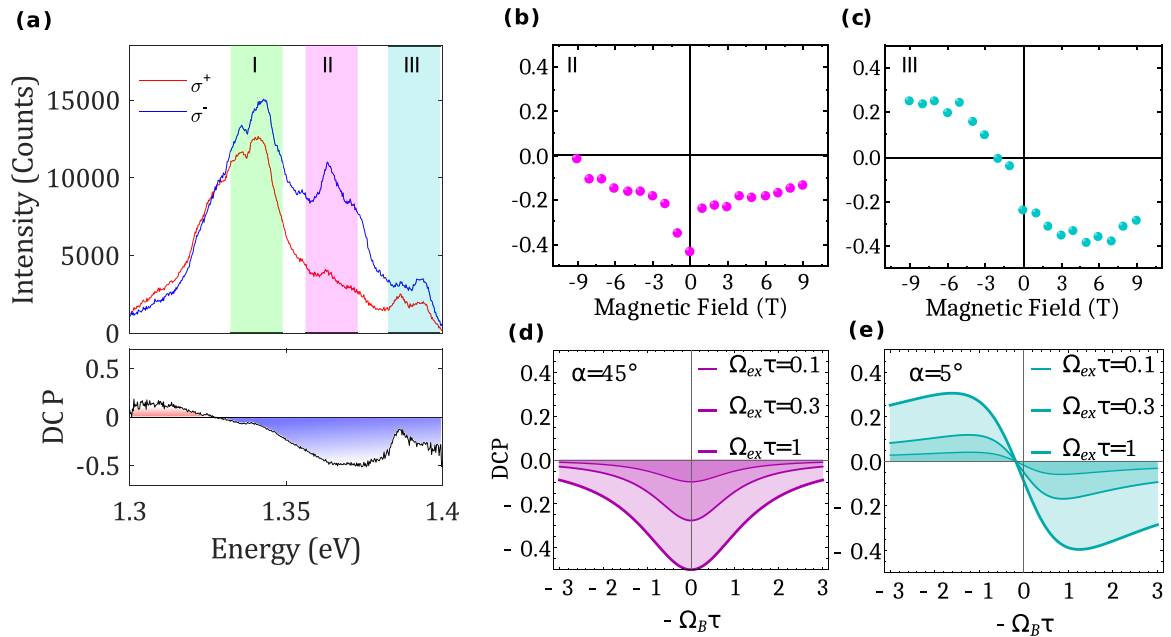 (a)
σ+
σ-
I
II
III
15000
10000
5000
0
Intensity (Counts)
0.5
0
-0.5
DCP
1.3
1.35
1.4
Energy (eV)
(b)
II
0.4
0.2
0.0
-0.2
-0.4
-9 -6 -3 0 3 6 9
Magnetic Field (T)
(c)
III
0.4
0.2
0.0
-0.2
-0.4
-9 -6 -3 0 3 6 9
Magnetic Field (T)
(d)
α=45°
Ωexτ=0.1
Ωexτ=0.3
Ωexτ=1
0.4
0.2
0.0
- 0.2
- 0.4
DCP
- 3 - 2 - 1 0 1 2 3
- ΩBτ
(e)
α=5°
Ωexτ=0.1
Ωexτ=0.3
Ωexτ=1
0.4
0.2
0.0
- 0.2
- 0.4
- 3 - 2 - 1 0 1 2 3
- ΩBτ